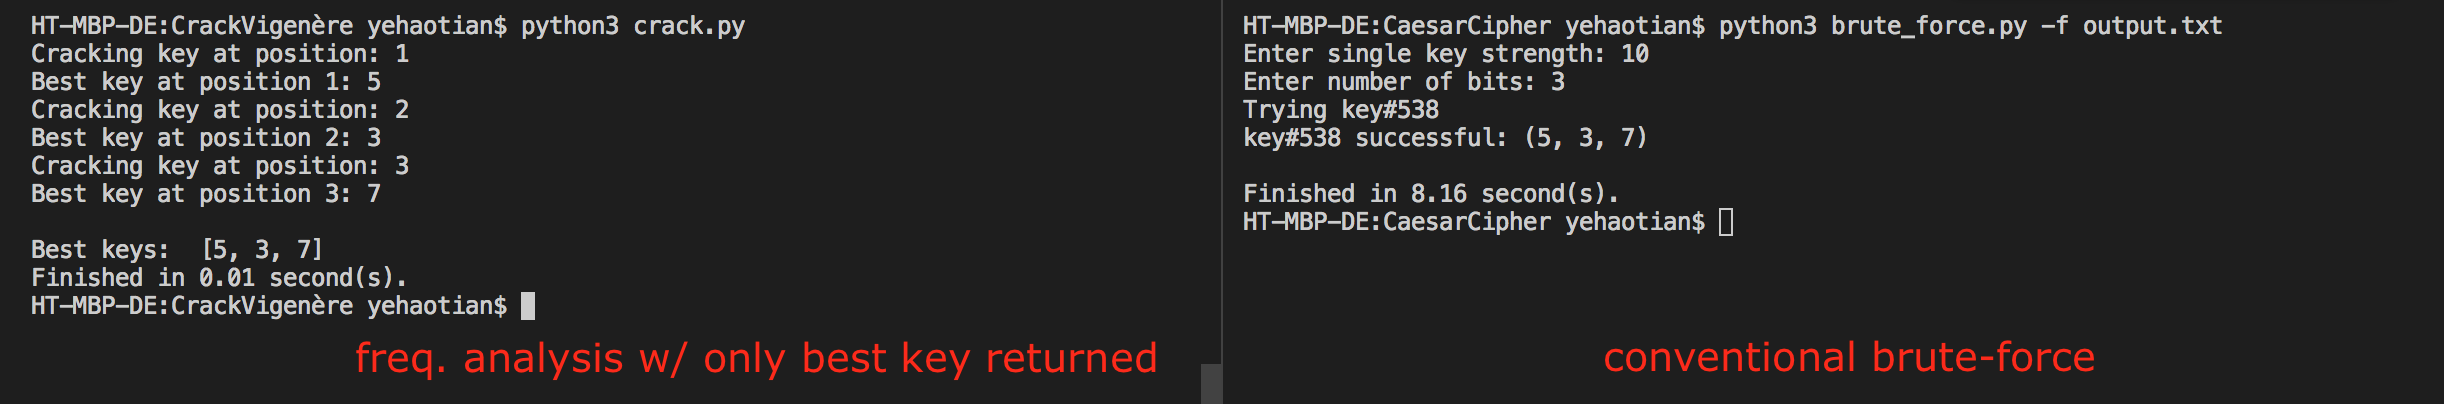 HT-MBP-DE:CrackVigenère yehaotian$ python3 crack.py
Cracking key at position: 1
Best key at position 1: 5
Cracking key at position: 2
Best key at position 2: 3
Cracking key at position: 3
Best key at position 3: 7
Best keys:  [5, 3, 7]
Finished in 0.01 second(s).
HT-MBP-DE:CrackVigenère yehaotian$
freq. analysis w/ only best key returned
HT-MBP-DE:CaesarCipher yehaotian$ python3 brute_force.py -f output.txt
Enter single key strength: 10
Enter number of bits: 3
Trying key#538
key#538 successful: (5, 3, 7)
Finished in 8.16 second(s).
HT-MBP-DE:CaesarCipher yehaotian$
conventional brute-force